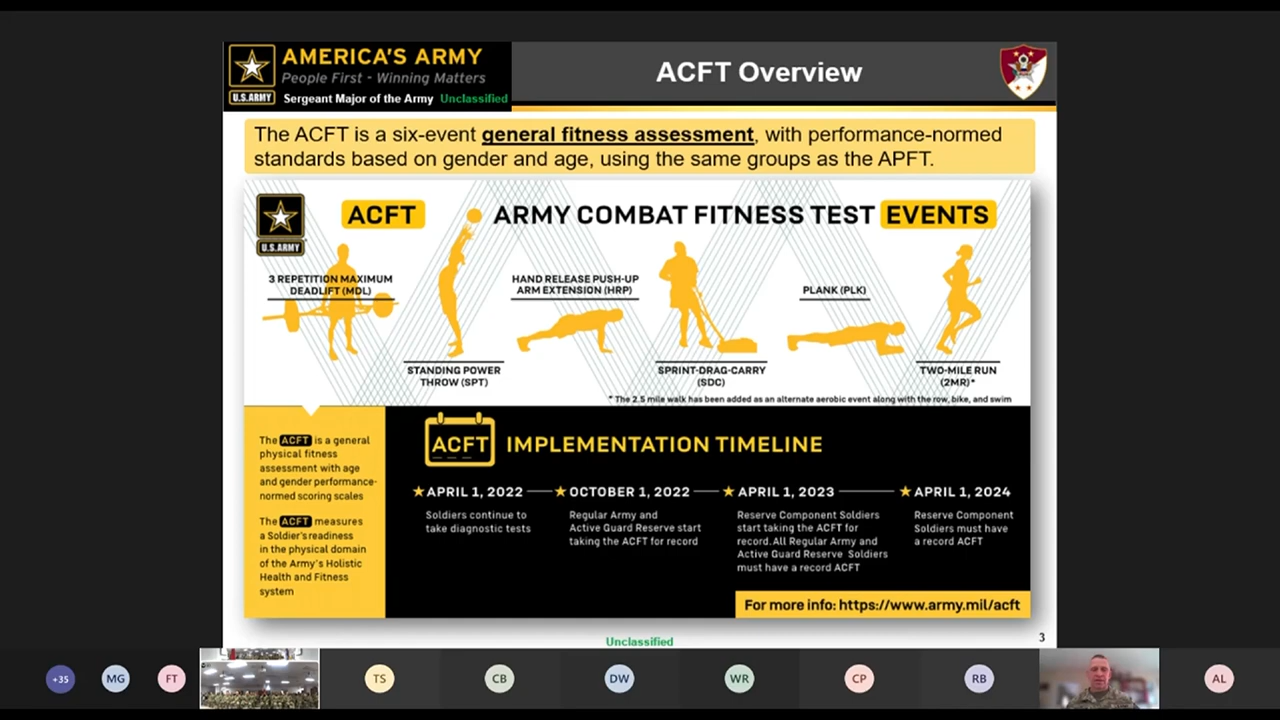 AMERICA'S ARMY
People First - Winning Matters
U.S.ARMY
Sergeant Major of the Army Unclassified
ACFT Overview
The ACFT is a six-event general fitness assessment, with performance-normed
standards based on gender and age, using the same groups as the APFT.
U.S.ARMY
ACFT
ARMY COMBAT FITNESS TEST EVENTS
3 REPETITION MAXIMUM
DEADLIFT (MDL)
STANDING POWER
THROW (SPT)
HAND RELEASE PUSH-UP
ARM EXTENSION (HRP)
SPRINT-DRAG-CARRY
(SDC)
PLANK (PLK)
TWO-MILE RUN
(2MR)*
* The 2.5 mile walk has been added as an alternate aerobic event along with the row, bike, and swim
The ACFT is a general
physical fitness
assessment with age
and gender performance-
normed scoring scales
The ACFT measures
a Soldier's readiness
in the physical domain
of the Army's Holistic
Health and Fitness
system
ACFT IMPLEMENTATION TIMELINE
APRIL 1, 2022
Soldiers continue to
take diagnostic tests
OCTOBER 1, 2022
Regular Army and
Active Guard Reserve start
taking the ACFT for record
APRIL 1, 2023
Reserve Component Soldiers
start taking the ACFT for
record. All Regular Army and
Active Guard Reserve Soldiers
must have a record ACFT
APRIL 1, 2024
Reserve Component
Soldiers must have
a record ACFT
For more info: https://www.army.mil/acft
Unclassified
3
+35
MG
FT
TS
CB
DW
WR
CP
RB
AL